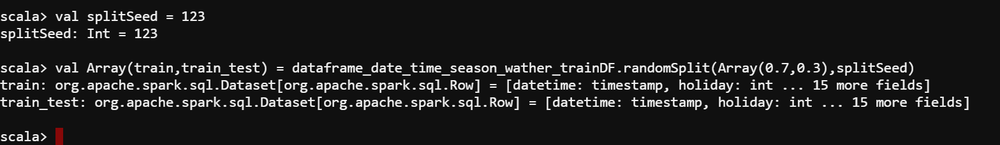 scala> val splitSeed = 123
splitSeed: Int = 123
scala> val Array(train,train_test) = dataframe_date_time_season_wather_trainDF.randomSplit(Array(0.7,0.3),splitSeed)
train: org.apache.spark.sql.Dataset[org.apache.spark.sql.Row] = [datetime: timestamp, holiday: int ... 15 more fields]
train_test: org.apache.spark.sql.Dataset[org.apache.spark.sql.Row] = [datetime: timestamp, holiday: int ... 15 more fields]
scala>